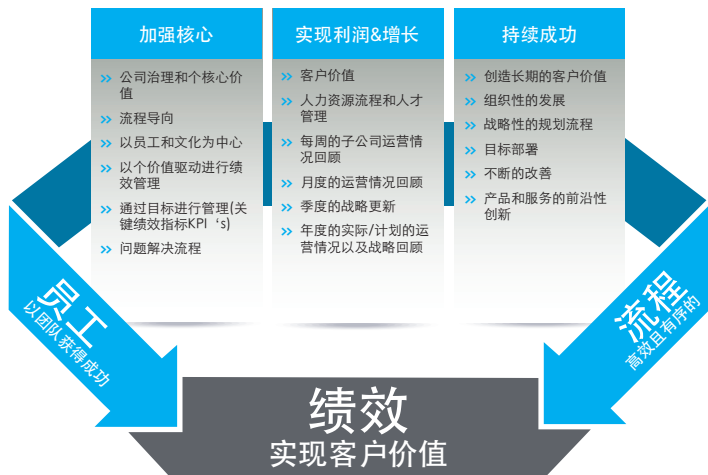 加强核心
公司治理和个核心价
值
流程导向
以员工和文化为中心
以个价值驱动进行绩
效管理
通过目标进行管理(关
键绩效指标KPI‘s)
问题解决流程
实现利润&增长
客户价值
人力资源流程和人才
管理
每周的子公司运营情
况回顾
月度的运营情况回顾
季度的战略更新
年度的实际/计划的运
营情况以及战略回顾
持续成功
创造长期的客户价值
组织性的发展
战略性的规划流程
目标部署
不断的改善
产品和服务的前沿性
创新
员工
以团队获得成功
流程
高效且有序的
绩效
实现客户价值